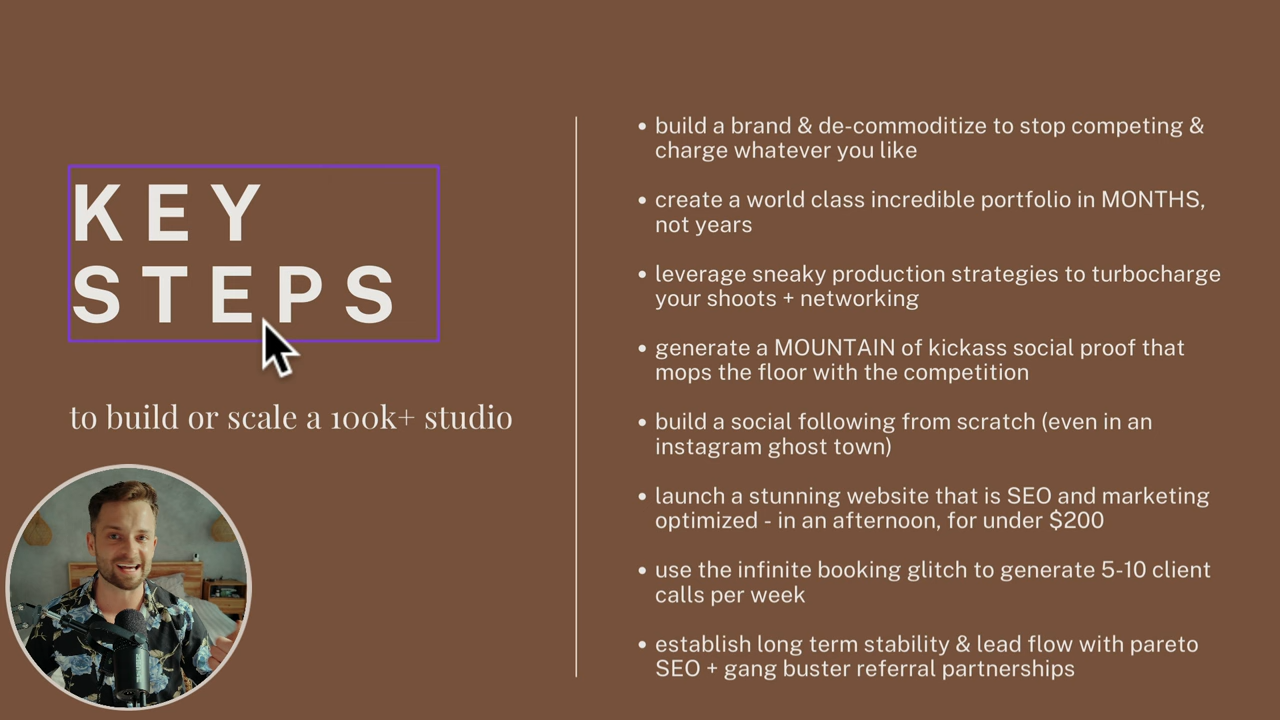 KEY
STEPS
to build or scale a 100k+ studio
• build a brand & de-commoditize to stop competing &
charge whatever you like
• create a world class incredible portfolio in MONTHS,
not years
• leverage sneaky production strategies to turbocharge
your shoots + networking
• generate a MOUNTAIN of kickass social proof that
mops the floor with the competition
• build a social following from scratch (even in an
instagram ghost town)
• launch a stunning website that is SEO and marketing
optimized - in an afternoon, for under $200
• use the infinite booking glitch to generate 5-10 client
calls per week
• establish long term stability & lead flow with pareto
SEO + gang buster referral partnerships